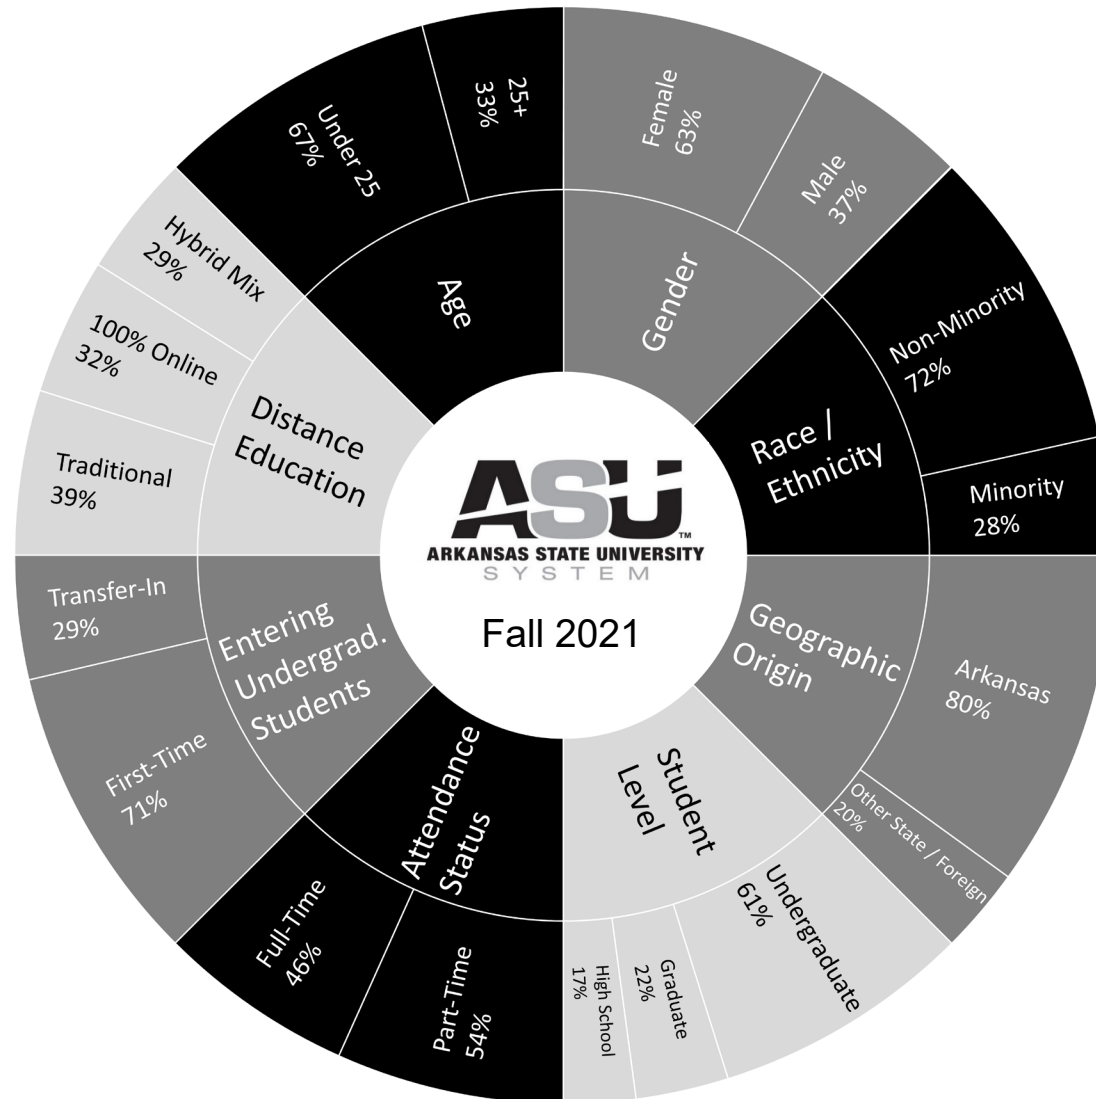 ASU
TM
ARKANSAS STATE UNIVERSITY
SYSTEM
Fall 2021
Gender
Female
63%
Male
37%
Race /
Ethnicity
Non-Minority
72%
Minority
28%
Geographic
Origin
Arkansas
80%
Other State / Foreign
20%
Student
Level
Undergraduate
61%
Graduate
22%
High School
17%
Attendance
Status
Part-Time
54%
Full-Time
46%
Entering
Undergrad.
Students
First-Time
71%
Transfer-In
29%
Distance
Education
Traditional
39%
100% Online
32%
Hybrid Mix
29%
Age
Under 25
67%
25+
33%